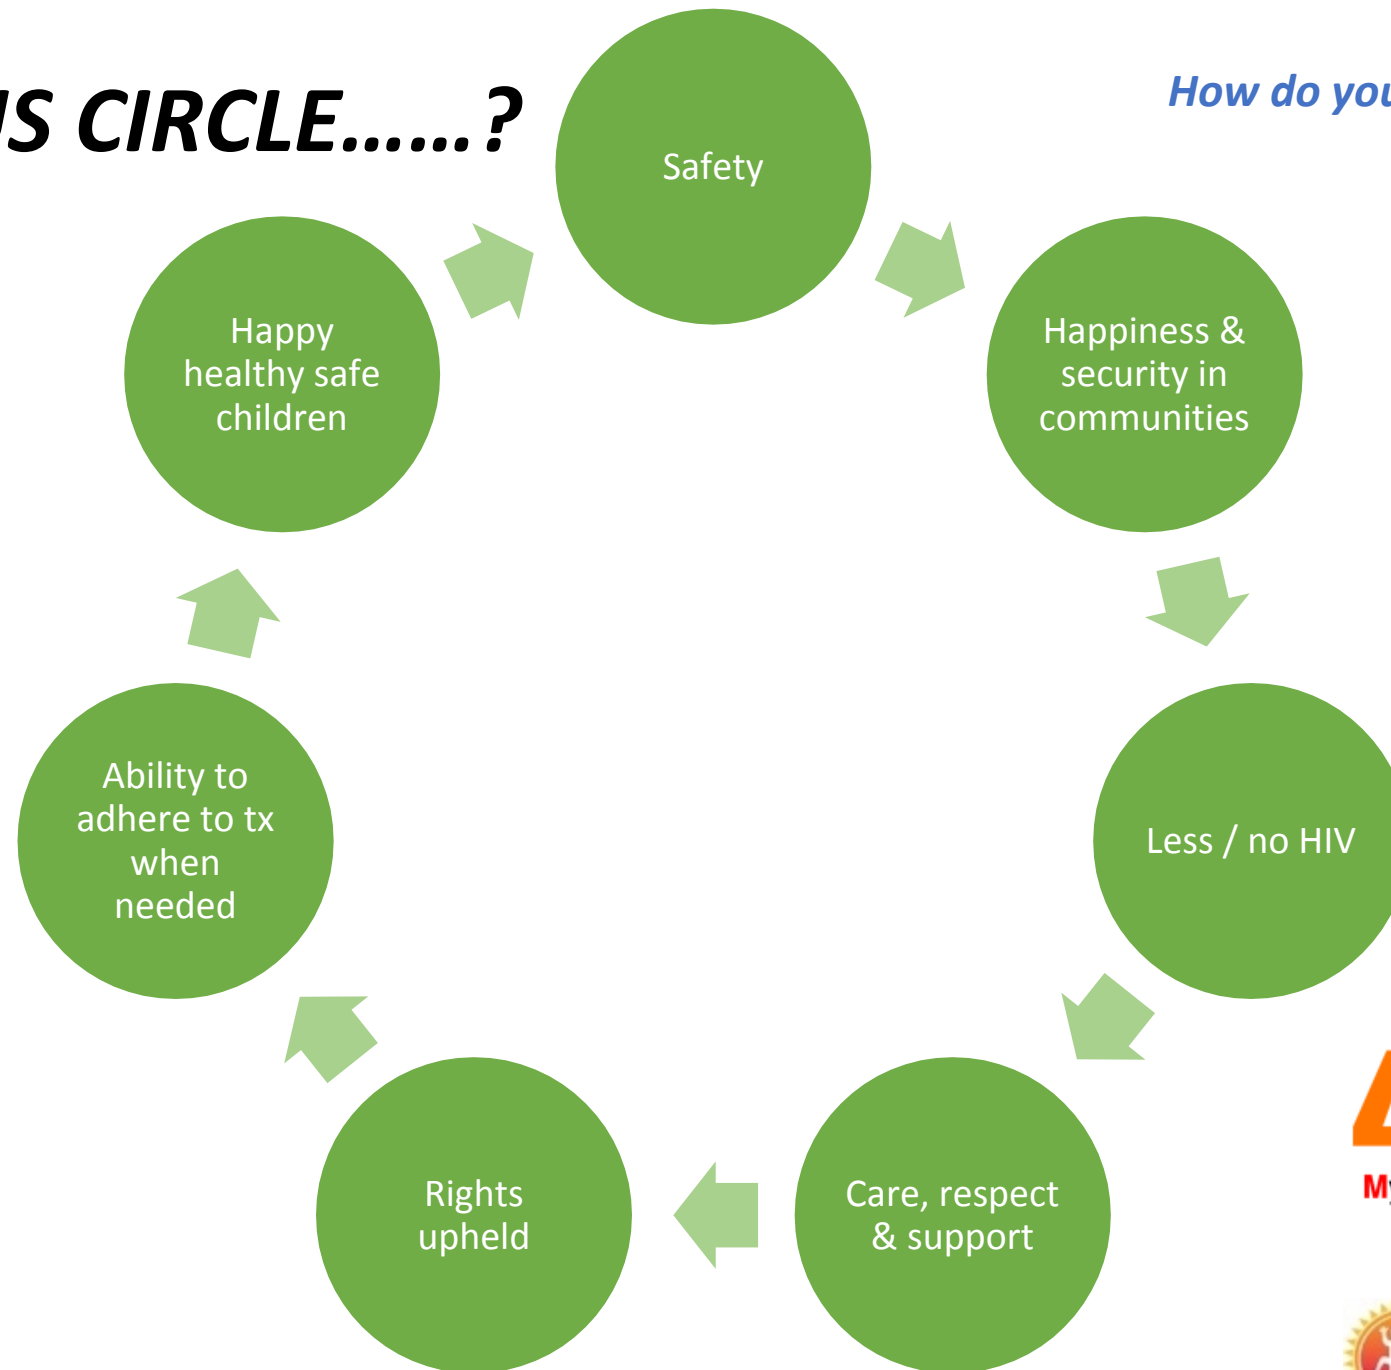 US CIRCLE……?
How do you
Safety
Happiness &
security in
communities
Less / no HIV
Care, respect
& support
Rights
upheld
Ability to
adhere to tx
when
needed
Happy
healthy safe
children